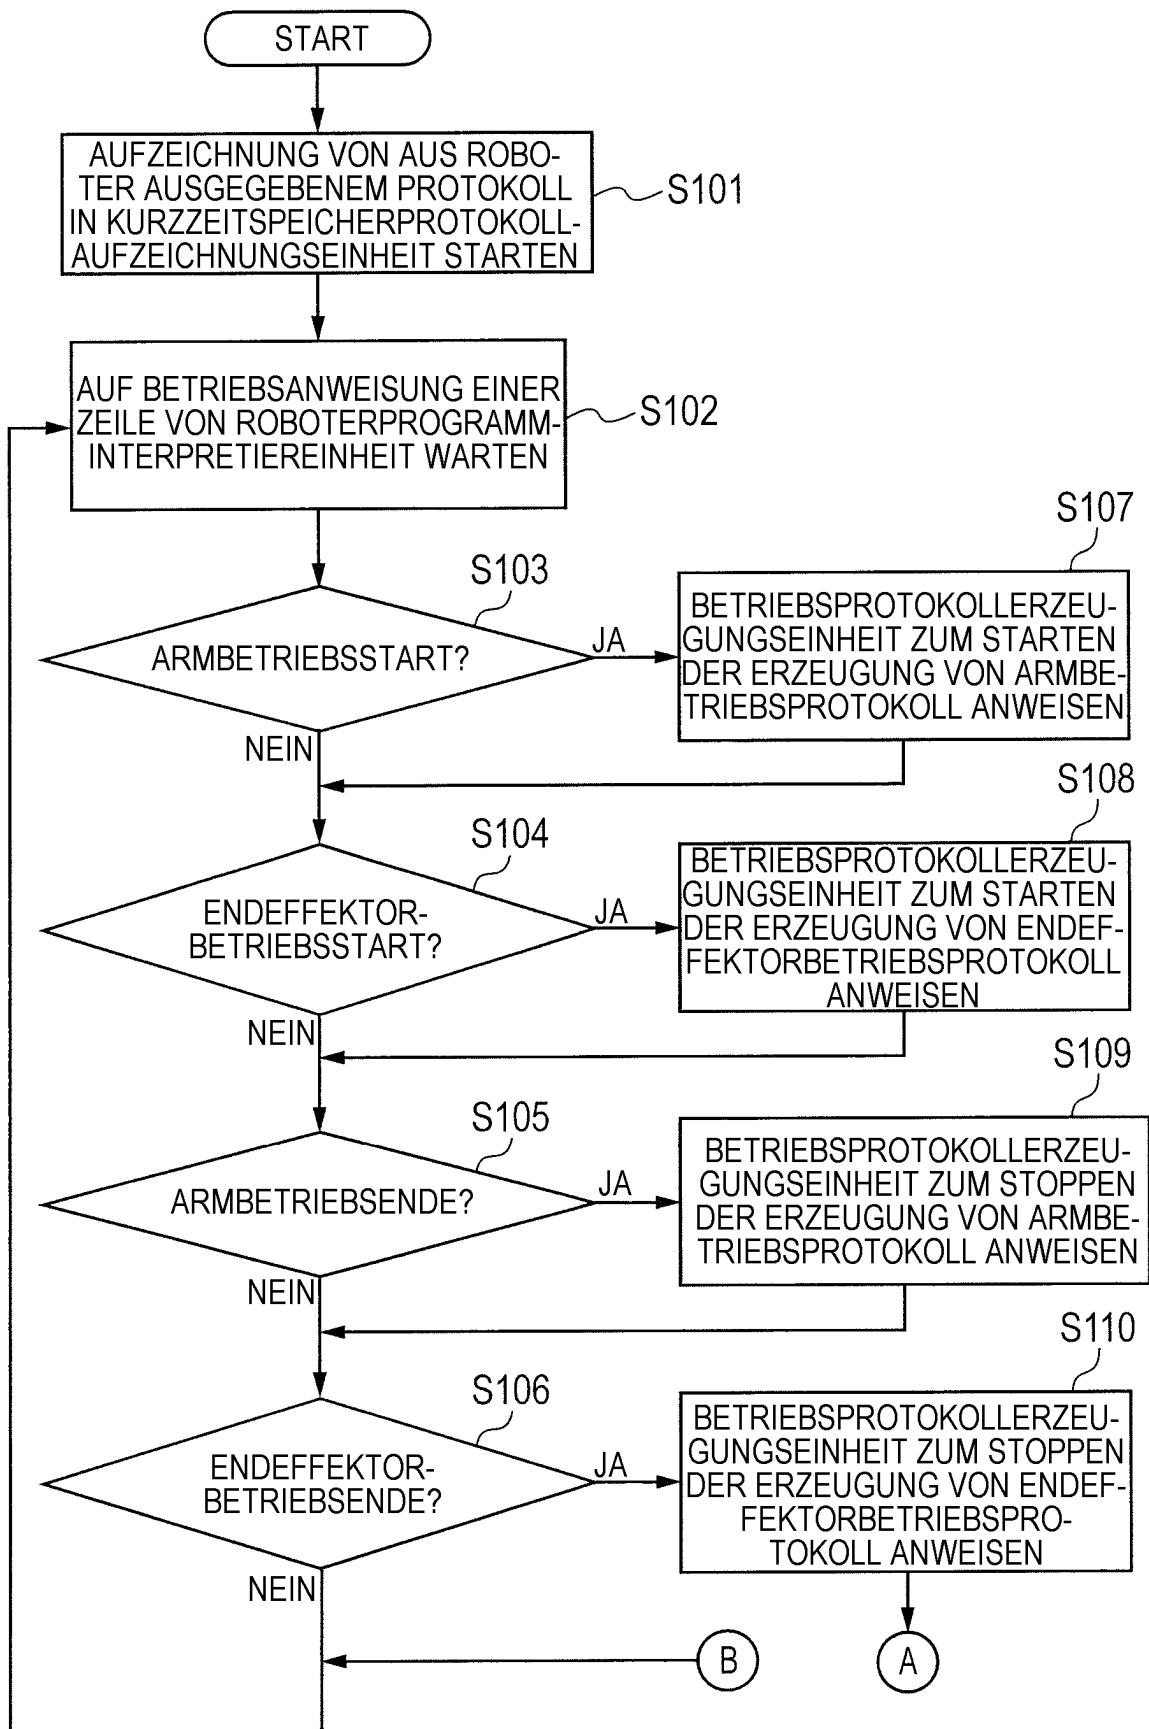 START
AUFZEICHNUNG VON AUS ROBO-
TER AUSGEGEBENEM PROTOKOLL
IN KURZZEITSPEICHERPROTOKOLL-
AUFZEICHNUNGSEINHEIT STARTEN
S101
AUF BETRIEBSANWEISUNG EINER
ZEILE VON ROBOTERPROGRAMM-
INTERPRETIEREINHEIT WARTEN
S102
S103
ARMBETRIEBSSTART?
JA
NEIN
S107
BETRIEBSPROTOKOLLERZEU-
GUNGSEINHEIT ZUM STARTEN
DER ERZEUGUNG VON ARMBE-
TRIEBSPROTOKOLL ANWEISEN
S104
ENDEFFEKTOR-
BETRIEBSSTART?
JA
NEIN
S108
BETRIEBSPROTOKOLLERZEU-
GUNGSEINHEIT ZUM STARTEN
DER ERZEUGUNG VON ENDEF-
FEKTORBETRIEBSPROTOKOLL
ANWEISEN
S105
ARMBETRIEBSENDE?
JA
NEIN
S109
BETRIEBSPROTOKOLLERZEU-
GUNGSEINHEIT ZUM STOPPEN
DER ERZEUGUNG VON ARMBE-
TRIEBSPROTOKOLL ANWEISEN
S106
ENDEFFEKTOR-
BETRIEBSENDE?
JA
NEIN
S110
BETRIEBSPROTOKOLLERZEU-
GUNGSEINHEIT ZUM STOPPEN
DER ERZEUGUNG VON ENDEF-
FEKTORBETRIEBSPRO-
TOKOLL ANWEISEN
B
A